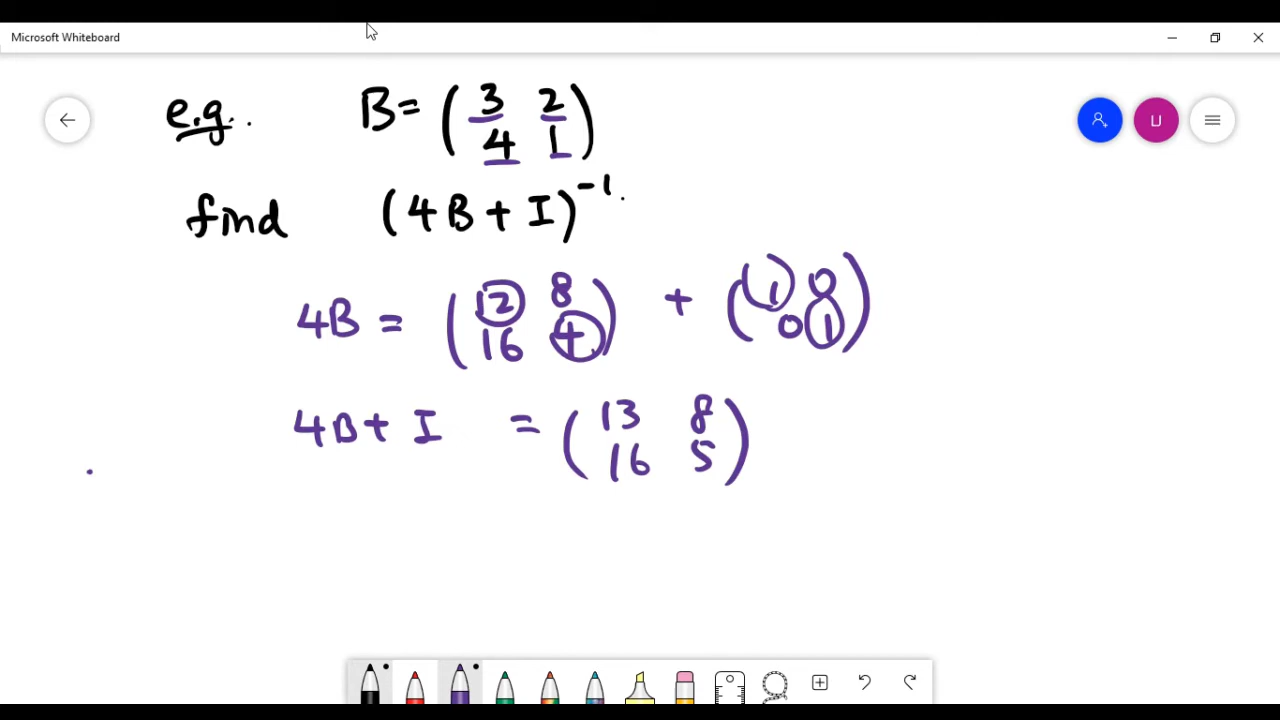 Microsoft Whiteboard
e.g. . B = ( 3 2
4 1 )
find (4B + I)⁻¹ .
4B = ( 12 8
16 4 ) + ( 1 0
0 1 )
4B + I = ( 13 8
16 5 )
U